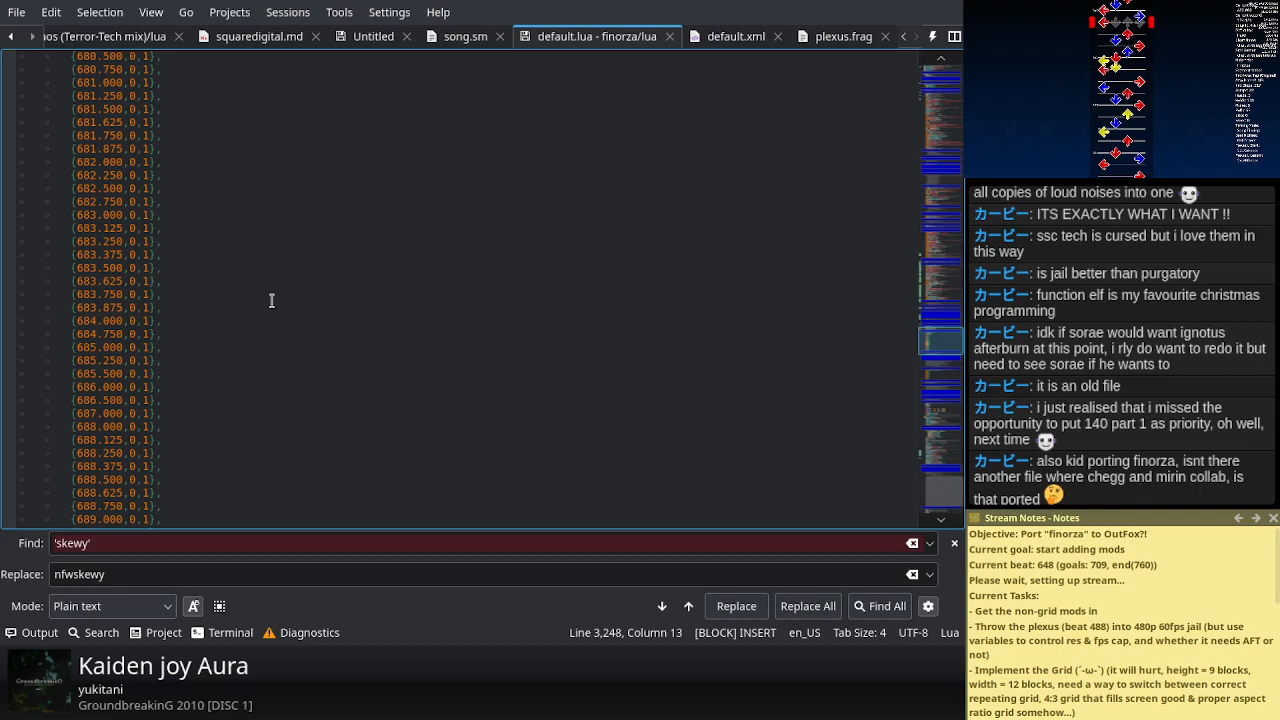 File Edit Selection View Go Projects Sessions Tools Settings Help
os (Terror-Tech mix)/lua squaredigital.md Untitled song.sm default.lua - finorza/lua default.xml plexus.frag
{680.500,0,1},
{680.750,0,1},
{681.000,0,1},
{681.250,0,1},
{681.500,0,1},
{681.625,0,1},
{681.750,0,1},
{681.875,0,1},
{682.000,0,1},
{682.250,0,1},
{682.500,0,1},
{682.750,0,1},
{683.000,0,1},
{683.125,0,1},
{683.250,0,1},
{683.375,0,1},
{683.500,0,1},
{683.625,0,1},
{683.750,0,1},
{683.875,0,1},
{684.000,0,1},
{684.750,0,1},
{685.000,0,1},
{685.250,0,1},
{685.500,0,1},
{686.000,0,1},
{686.500,0,1},
{687.000,0,1},
{688.000,0,1},
{688.125,0,1},
{688.250,0,1},
{688.375,0,1},
{688.500,0,1},
{688.625,0,1},
{688.750,0,1},
{689.000,0,1},
Find: 'skewy'
Replace: nfwskewy
Mode: Plain text Replace Replace All Find All
Output Search Project Terminal Diagnostics Line 3,248, Column 13 [BLOCK] INSERT en_US Tab Size: 4 UTF-8 Lua
GroundbreakinG
Kaiden joy Aura
yukitani
GroundbreakinG 2010 [DISC 1]
all copies of loud noises into one
カービー: ITS EXACTLY WHAT I WANT !!
カービー: ssc tech is cursed but i love them in
this way
カービー: is jail better than purgatory
カービー: function elf is my favourite christmas
programming
カービー: idk if sorae would want ignotus
afterburn at this point, i rly do want to redo it but
need to see sorae if he wants to
カービー: it is an old file
カービー: i just realised that i missed the
opportunity to put 140 part 1 as priority, oh well,
next time
カービー: also kid porting finorza, isnt there
another file where chegg and mirin collab, is
that ported 🤔
Stream Notes - Notes
Objective: Port "finorza" to OutFox?!
Current goal: start adding mods
Current beat: 648 (goals: 709, end(760))
Please wait, setting up stream...
Current Tasks:
- Get the non-grid mods in
- Throw the plexus (beat 488) into 480p 60fps jail (but use
variables to control res & fps cap, and whether it needs AFT or
not)
- Implement the Grid (´-ω-`) (it will hurt, height = 9 blocks,
width = 12 blocks, need a way to switch between correct
repeating grid, 4:3 grid that fills screen good & proper aspect
ratio grid somehow...)